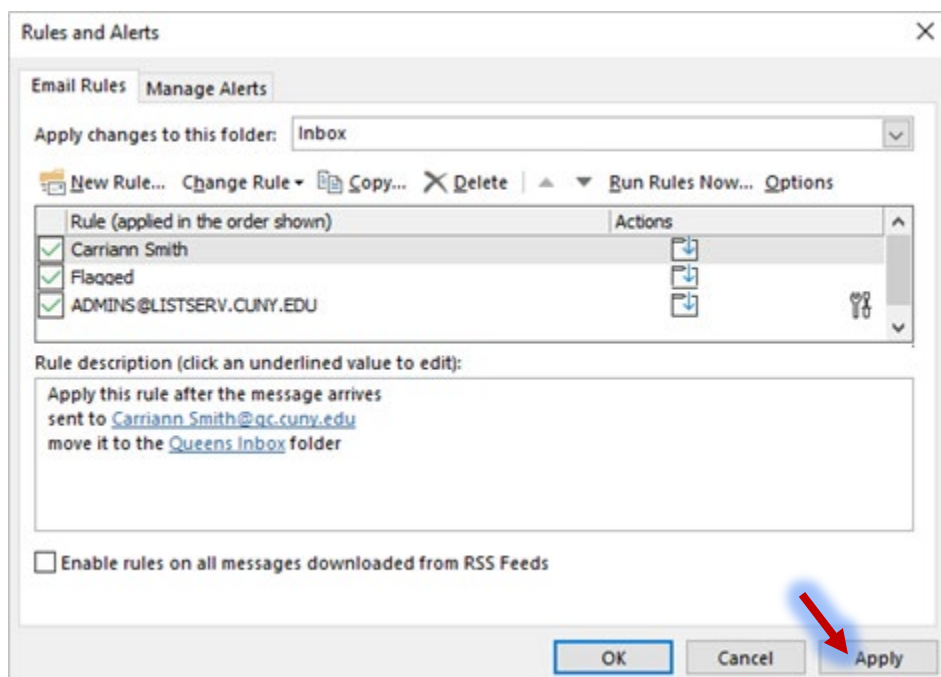 Rules and Alerts
Email Rules Manage Alerts
Apply changes to this folder: Inbox
New Rule... Change Rule Copy... Delete Run Rules Now... Options
Rule (applied in the order shown) Actions
Carriann Smith
Flagged
ADMINS@LISTSERV.CUNY.EDU
Rule description (click an underlined value to edit):
Apply this rule after the message arrives
sent to Carriann Smith@qc.cuny.edu
move it to the Queens Inbox folder
Enable rules on all messages downloaded from RSS Feeds
OK Cancel Apply